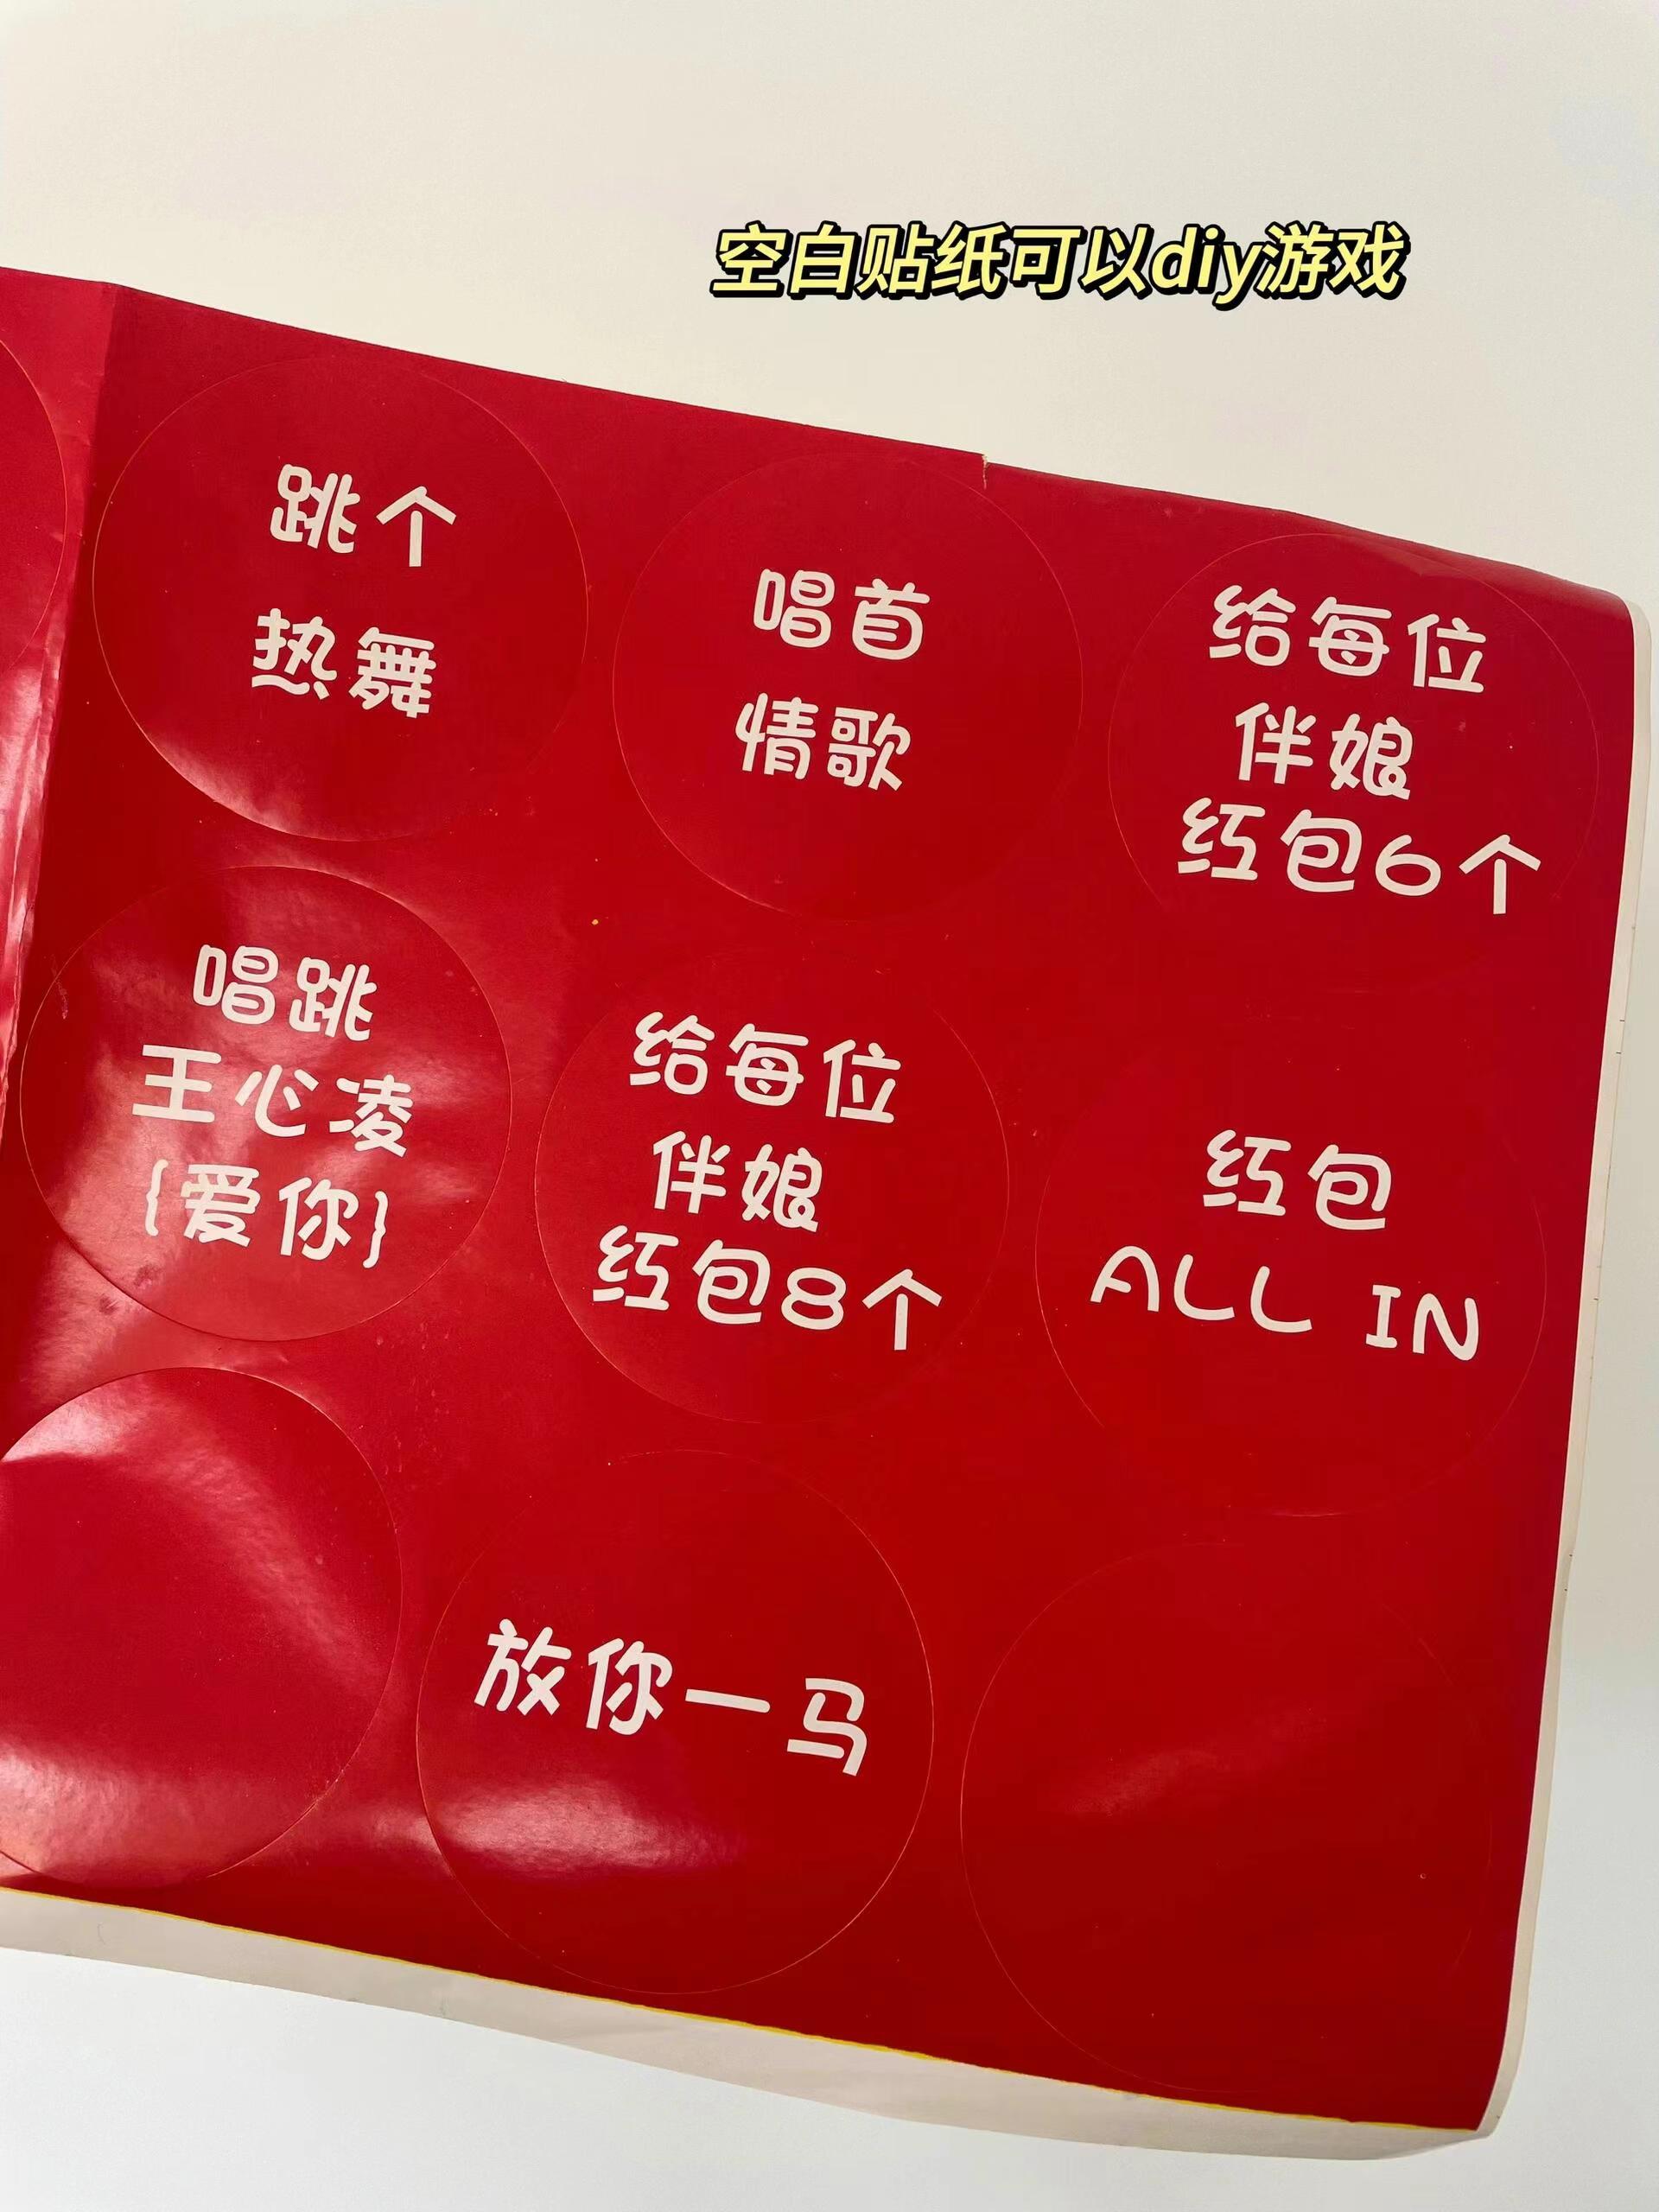 空白贴纸可以diy游戏
跳个
热舞
唱首
情歌
给每位
伴娘
红包6个
唱跳
王心凌
{爱你}
给每位
伴娘
红包8个
红包
ALL IN
放你一马